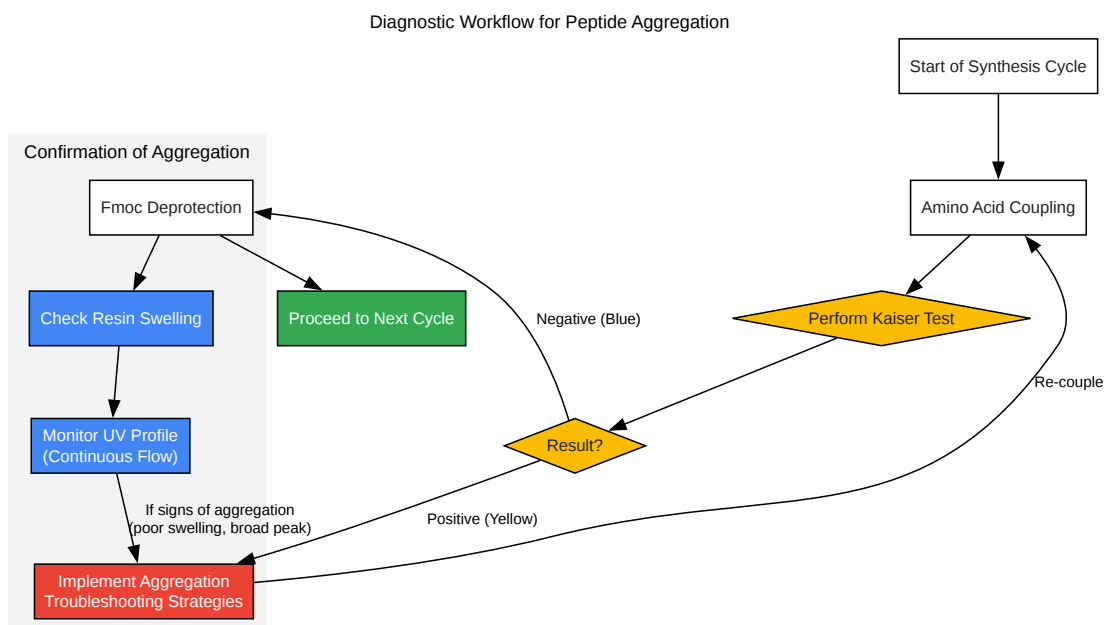 Diagnostic Workflow for Peptide Aggregation
Start of Synthesis Cycle
Confirmation of Aggregation
Fmoc Deprotection
Amino Acid Coupling
Check Resin Swelling
Proceed to Next Cycle
Negative (Blue)
Perform Kaiser Test
Re-couple
Monitor UV Profile
(Continuous Flow)
Result?
If signs of aggregation
(poor swelling, broad peak)
Positive (Yellow)
Implement Aggregation
Troubleshooting Strategies